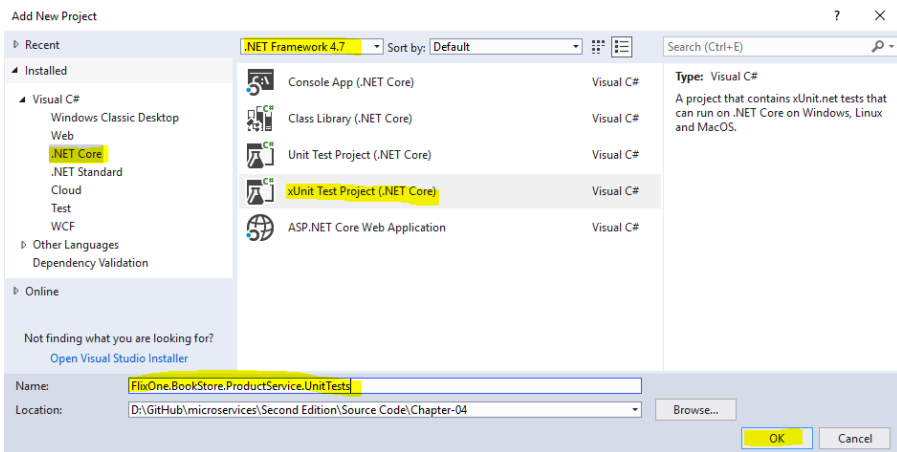 Add New Project
? ×
Recent
.NET Framework 4.7
Sort by: Default
Search (Ctrl+E)
Installed
Visual C#
Windows Classic Desktop
Web
.NET Core
.NET Standard
Cloud
Test
WCF
Other Languages
Dependency Validation
Online
Not finding what you are looking for?
Open Visual Studio Installer
Console App (.NET Core) Visual C#
Class Library (.NET Core) Visual C#
Unit Test Project (.NET Core) Visual C#
xUnit Test Project (.NET Core) Visual C#
ASP.NET Core Web Application Visual C#
Type: Visual C#
A project that contains xUnit.net tests that
can run on .NET Core on Windows, Linux
and MacOS.
Name: FlixOne.BookStore.ProductService.UnitTests
Location: D:\GitHub\microservices\Second Edition\Source Code\Chapter-04
Browse...
OK
Cancel